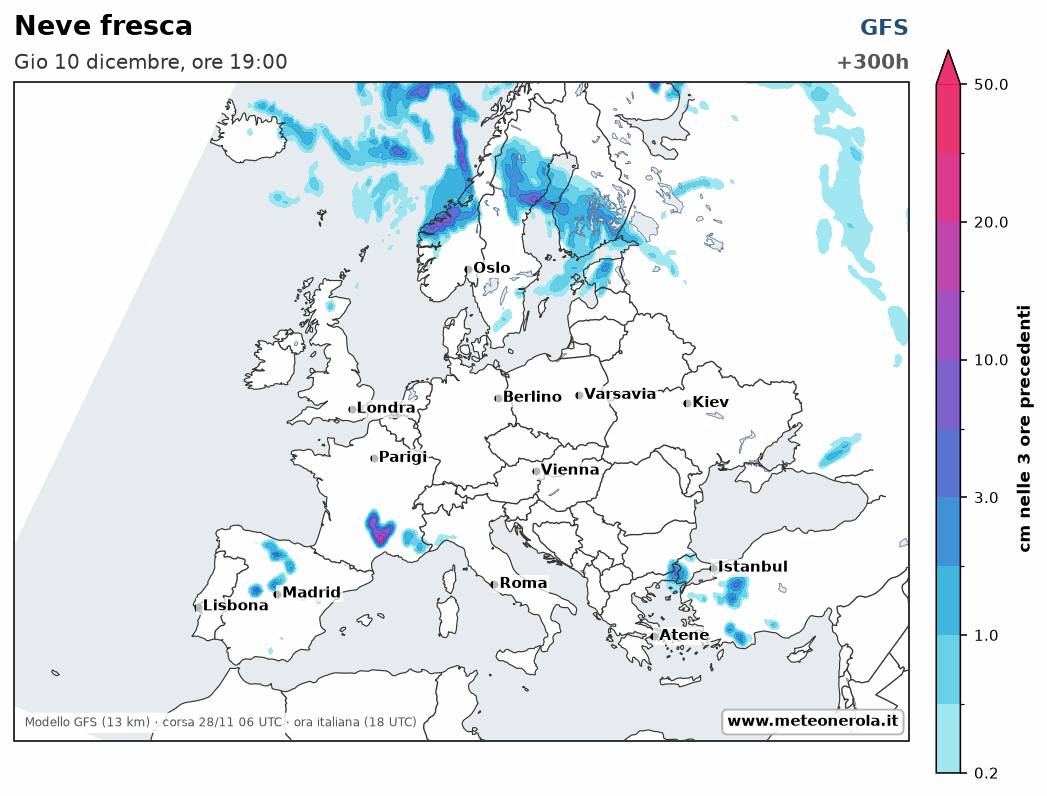 Neve fresca
GFS
Gio 10 dicembre, ore 19:00
+300h
50.0
20.0
10.0
3.0
1.0
0.2
cm nelle 3 ore precedenti
Oslo
Berlino
Varsavia
Kiev
Londra
Parigi
Vienna
Istanbul
Roma
Madrid
Lisbona
Atene
Modello GFS (13 km) · corsa 28/11 06 UTC · ora italiana (18 UTC)
www.meteonerola.it